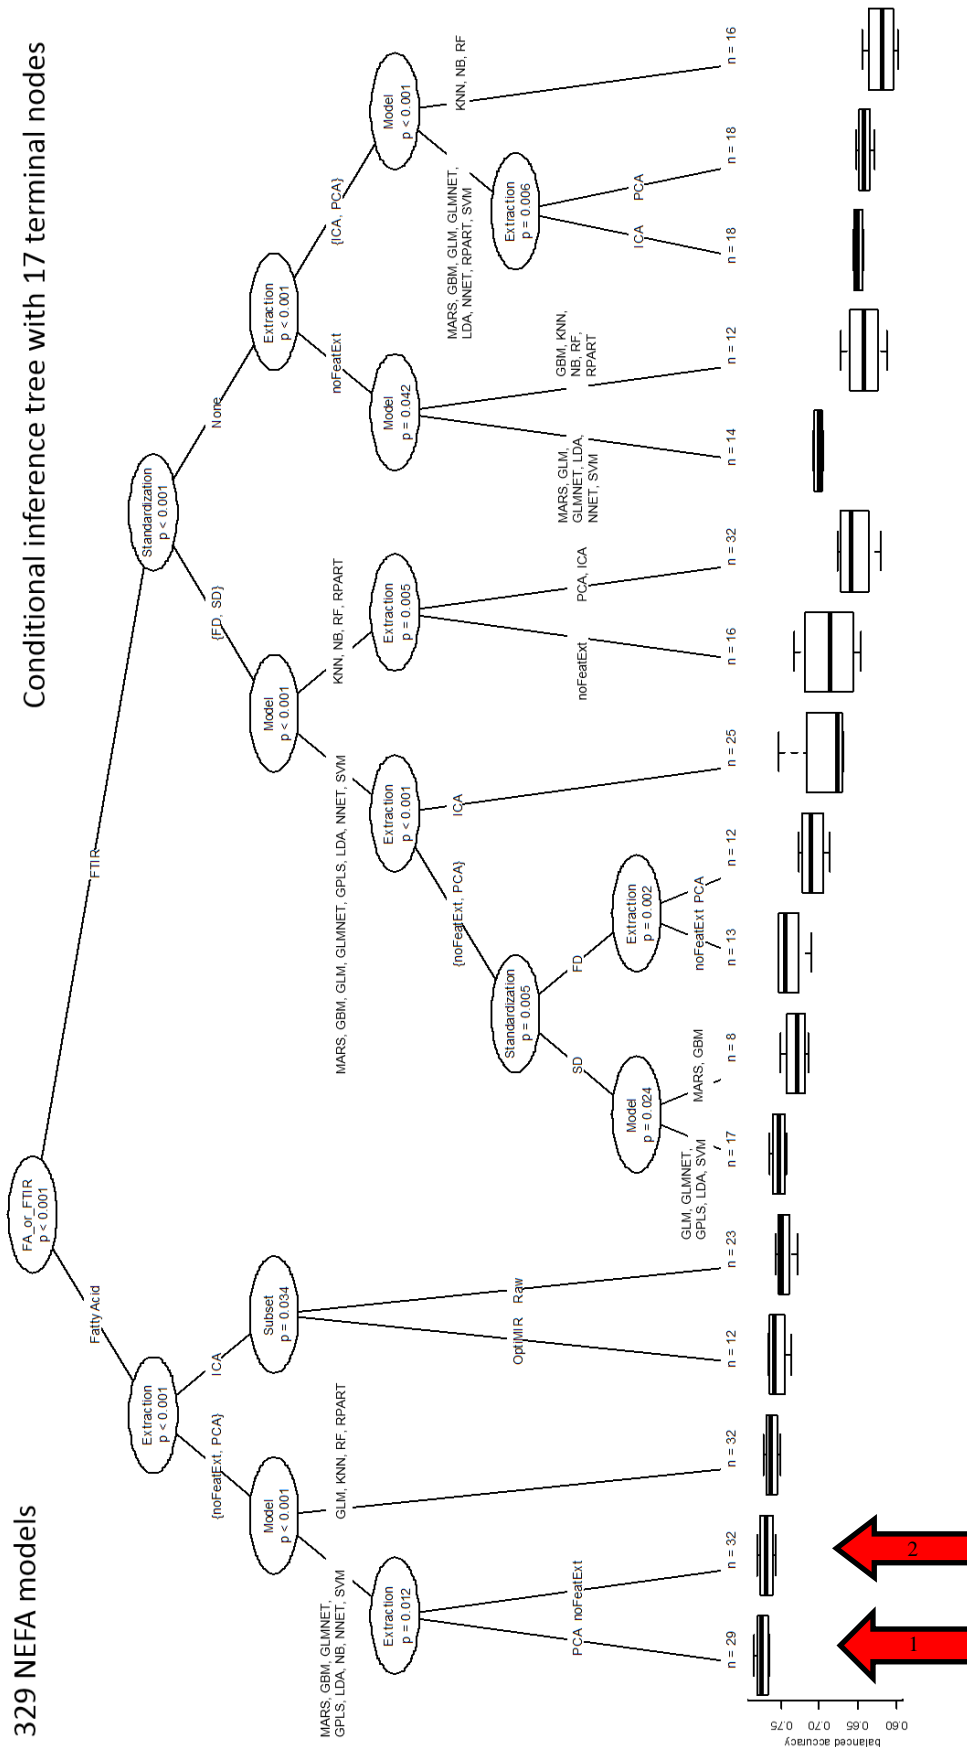 329 NEFA models
Conditional inference tree with 17 terminal nodes
FA_or_FTIR
p < 0.001
Fatty Acid
FTIR
Extraction
p < 0.001
{noFeatExt, PCA}
ICA
Model
p < 0.001
MARS, GBM, GLMNET,
GPLS, LDA, NB, NNET, SVM
GLM, KNN, RF, RPART
Extraction
p = 0.012
PCA
noFeatExt
Subset
p = 0.034
OptiMIR
Raw
Standardization
p < 0.001
{FD, SD}
None
Model
p < 0.001
MARS, GBM, GLM, GLMNET, GPLS, LDA, NNET, SVM
KNN, NB, RF, RPART
Extraction
p < 0.001
{noFeatExt, PCA}
ICA
Standardization
p = 0.005
SD
FD
Model
p = 0.024
GLM, GLMNET,
GPLS, LDA, SVM
MARS, GBM
Extraction
p = 0.002
noFeatExt
PCA
Extraction
p = 0.005
noFeatExt
PCA, ICA
Extraction
p < 0.001
noFeatExt
{ICA, PCA}
Model
p = 0.042
MARS, GLM,
GLMNET, LDA,
NNET, SVM
GBM, KNN,
NB, RF,
RPART
Model
p < 0.001
MARS, GBM, GLM, GLMNET,
LDA, NNET, RPART, SVM
KNN, NB, RF
Extraction
p = 0.006
ICA
PCA
n = 29
n = 32
n = 32
n = 12
n = 23
n = 17
n = 8
n = 13
n = 12
n = 25
n = 16
n = 32
n = 14
n = 12
n = 18
n = 18
n = 16
balanced accuracy
0.75
0.70
0.65
0.60
1
2